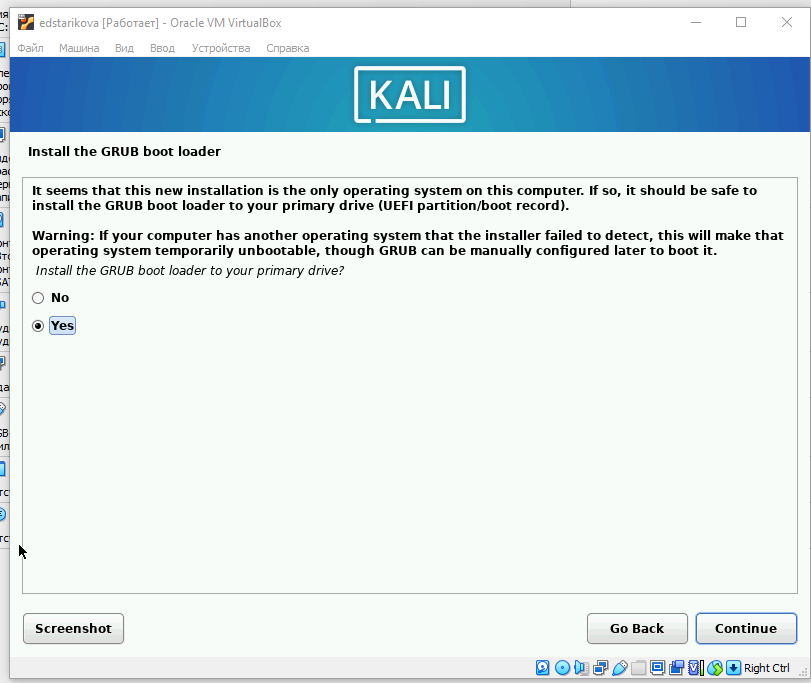 edstarikova [Работает] - Oracle VM VirtualBox
Файл Машина Вид Ввод Устройства Справка
KALI
Install the GRUB boot loader
It seems that this new installation is the only operating system on this computer. If so, it should be safe to
install the GRUB boot loader to your primary drive (UEFI partition/boot record).
Warning: If your computer has another operating system that the installer failed to detect, this will make that
operating system temporarily unbootable, though GRUB can be manually configured later to boot it.
Install the GRUB boot loader to your primary drive?
No
Yes
Screenshot Go Back Continue
Right Ctrl